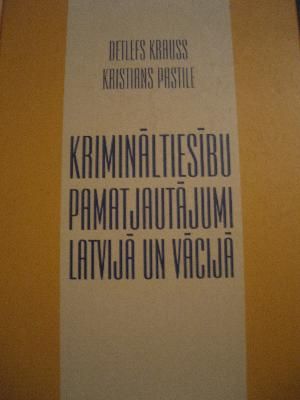 DETLEFS KRAUSS
KRISTIANS PASTILE
KRIMINĀLTIESĪBU
PAMATJAUTĀJUMI
LATVIJĀ UN VĀCIJĀ